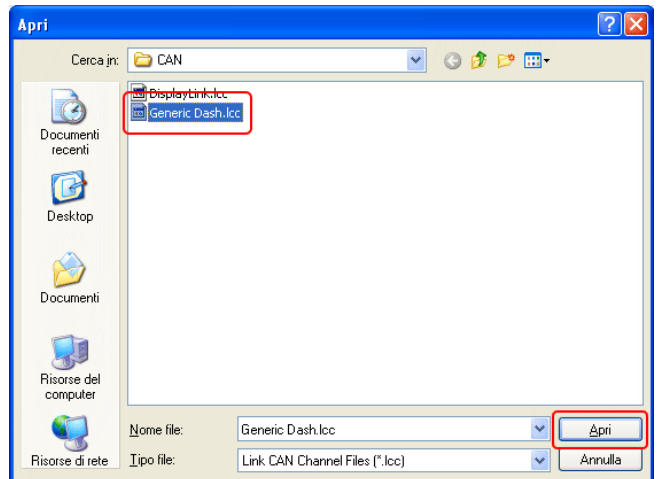 Apri
Cerca in: CAN
DisplayLink.lcc
Generic Dash.lcc
Documenti
recenti
Desktop
Documenti
Risorse del
computer
Risorse di rete
Nome file: Generic Dash.lcc Apri
Tipo file: Link CAN Channel Files (*.lcc) Annulla